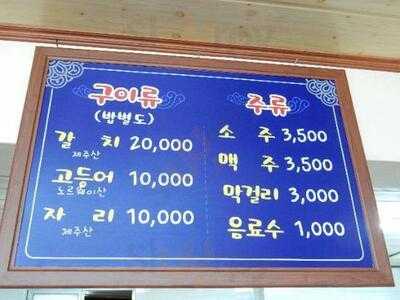 구이류
(밥별도)
갈 치 20,000
제주산
고등어 10,000
노르웨이산
자 리 10,000
제주산
주류
소 주 3,500
맥 주 3,500
막걸리 3,000
음료수 1,000